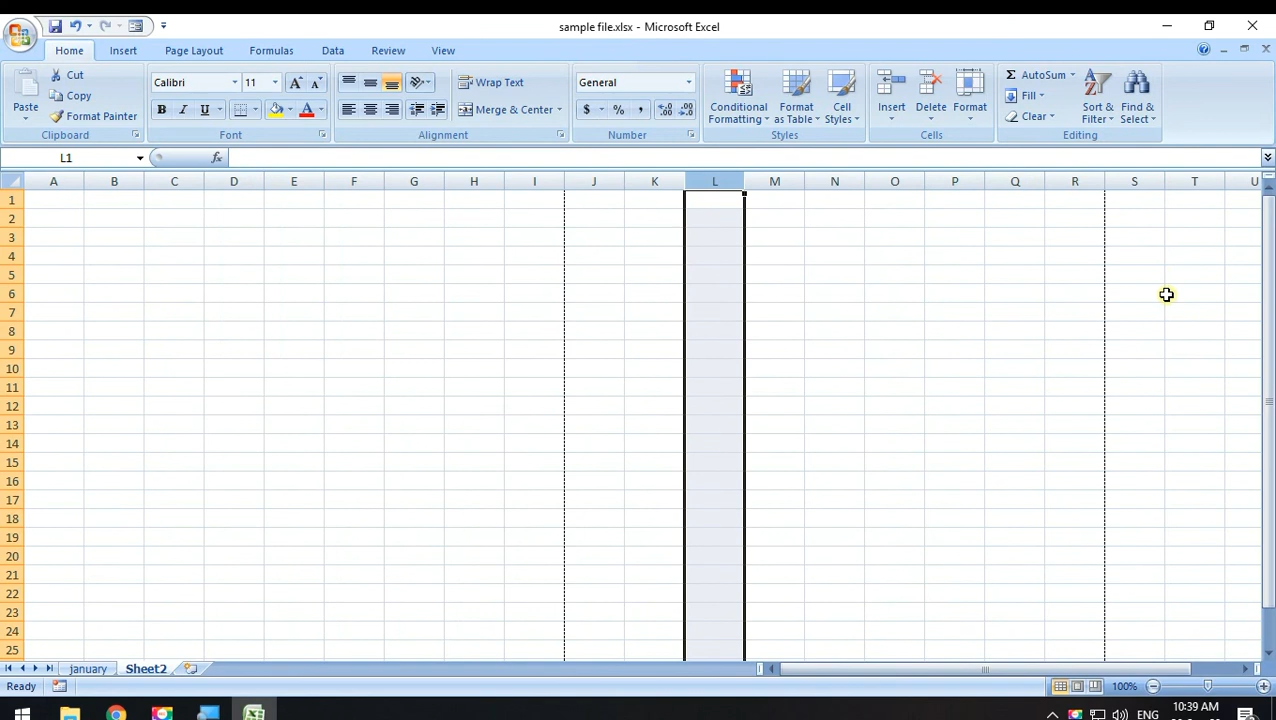 sample file.xlsx - Microsoft Excel
Home Insert Page Layout Formulas Data Review View
Paste
Cut
Copy
Format Painter
Clipboard
Calibri 11
B I U A
Font
Wrap Text
Merge & Center
Alignment
General
$ % , .0 .00 .00 .0
Number
Conditional Formatting
Format as Table
Cell Styles
Styles
Insert Delete Format
Cells
Σ AutoSum
Fill
Clear
Sort & Filter
Find & Select
Editing
L1 fx
A B C D E F G H I J K L M N O P Q R S T U
1
2
3
4
5
6
7
8
9
10
11
12
13
14
15
16
17
18
19
20
21
22
23
24
25
january Sheet2
Ready 100%
ENG 10:39 AM